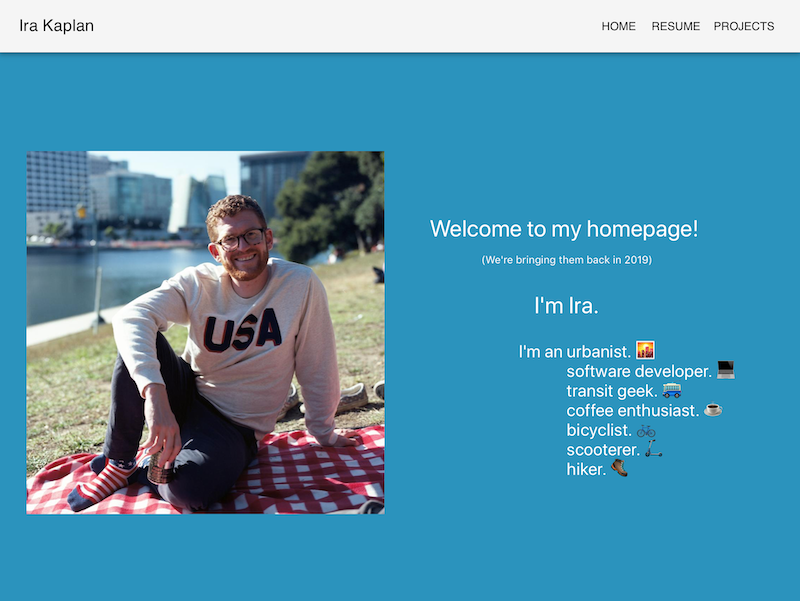 Ira Kaplan
HOME RESUME PROJECTS
USA
Welcome to my homepage!
(We're bringing them back in 2019)
I'm Ira.
I'm an urbanist. 🌇
software developer. 💻
transit geek. 🚎
coffee enthusiast. ☕
bicyclist. 🚲
scooterer. 🛴
hiker. 🥾